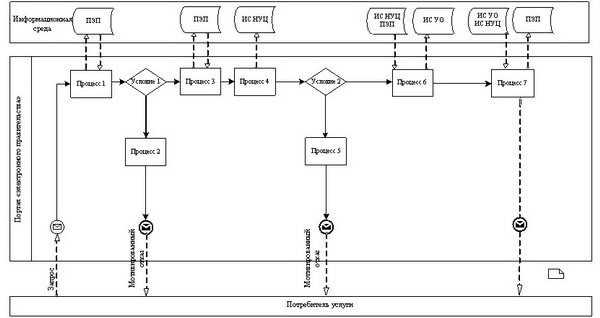 Информационная
среда
ПЭП
ИС НУЦ
ПЭП
ИС НУЦ
ИС НУЦ
ПЭП
ИС УО
ИС УО
ИС НУЦ
ПЭП
Портал «электронного правительства»
Процесс 1
Условие 1
Процесс 3
Процесс 4
Условие 2
Процесс 6
Процесс 7
Процесс 2
Процесс 5
Запрос
Мотивированный
отказ
Мотивированный
отказ
Потребитель услуги